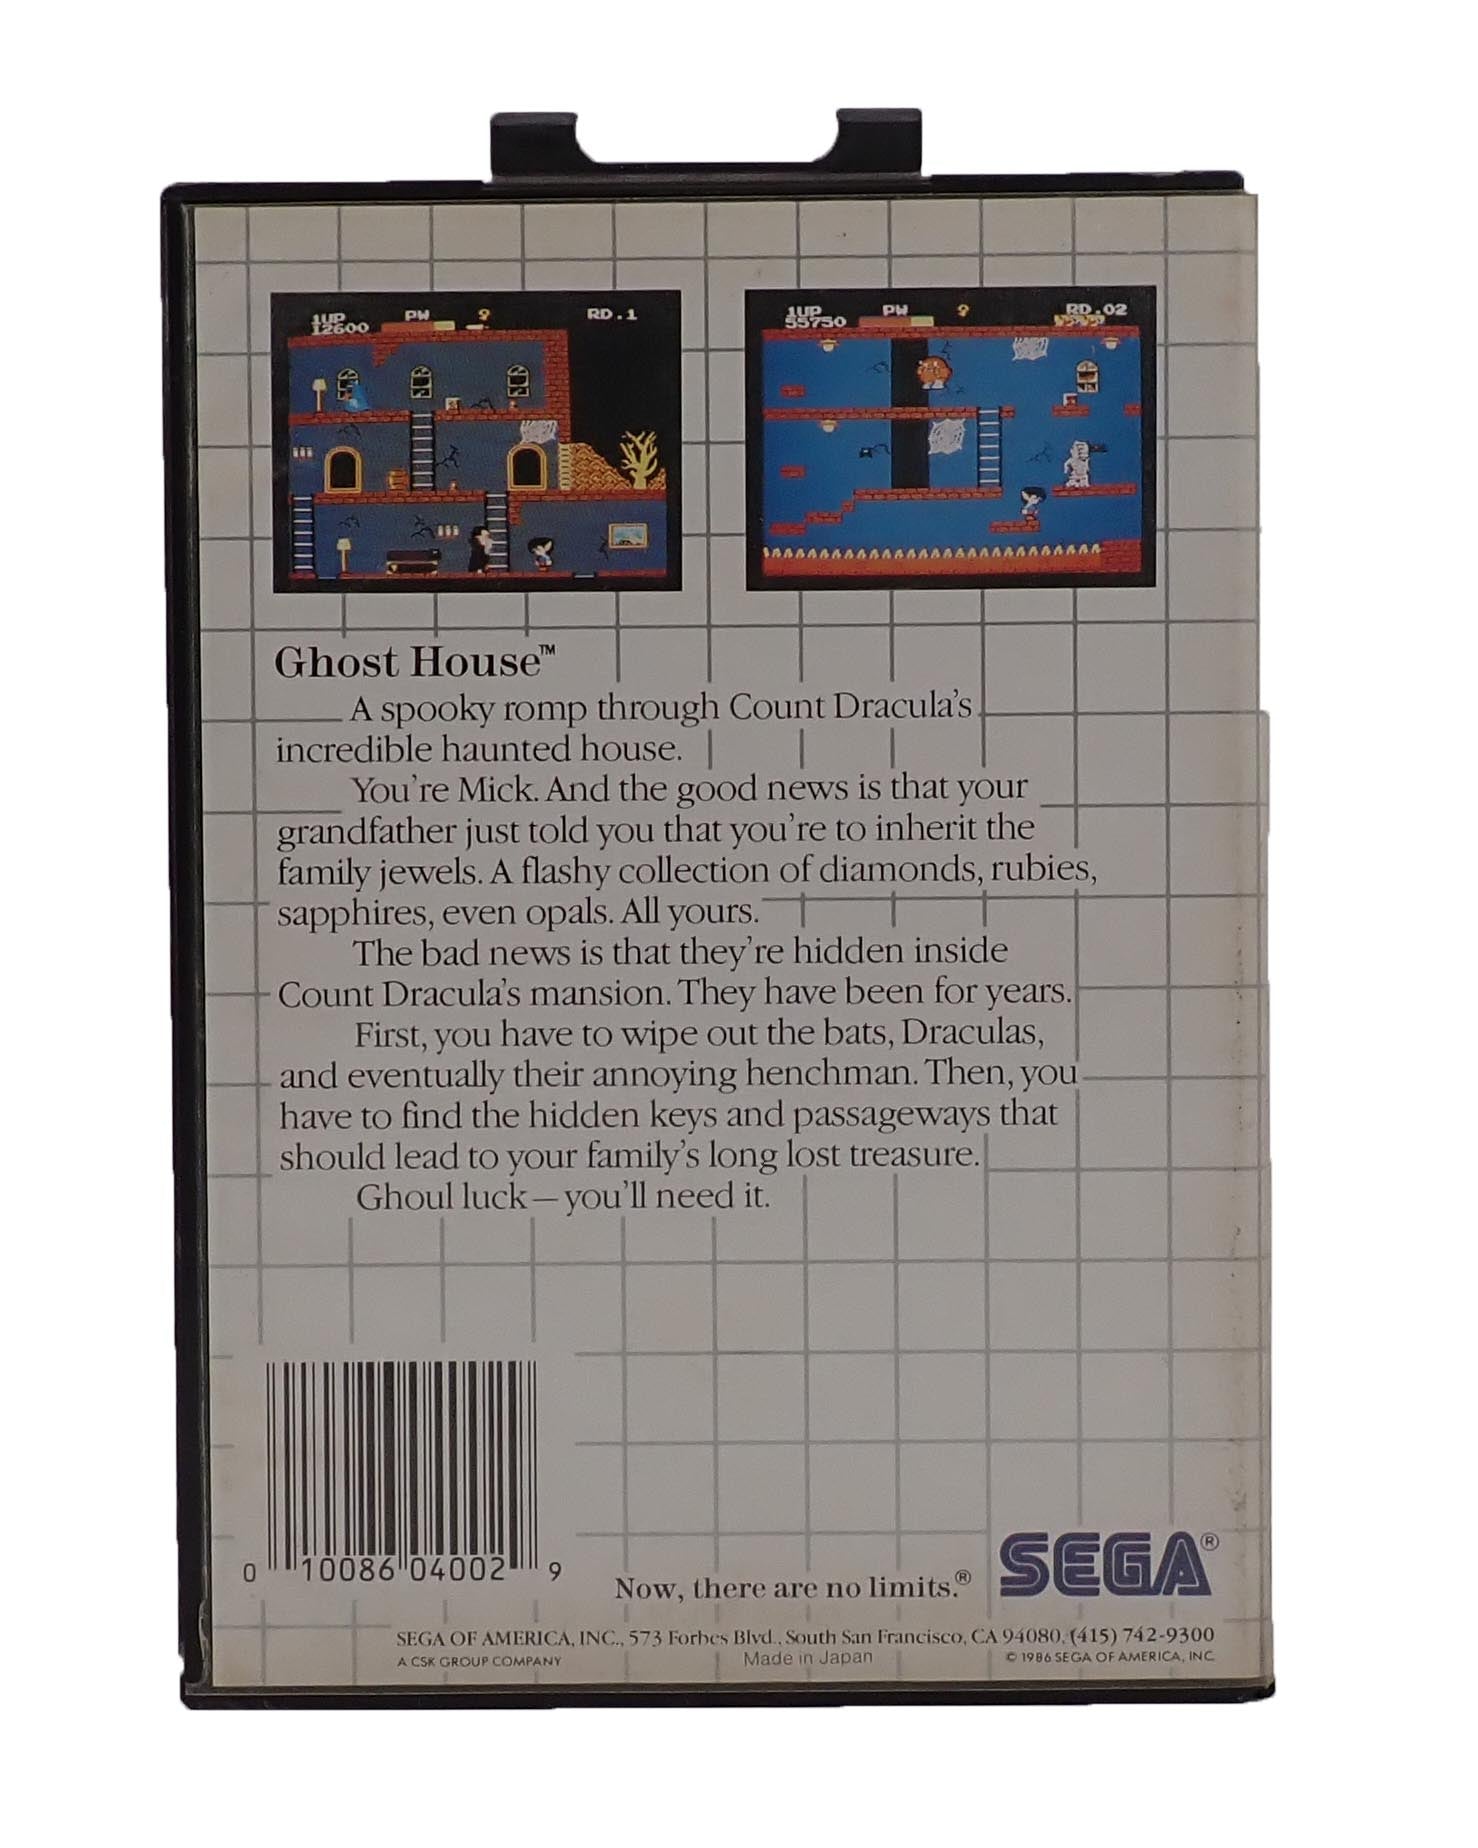 1UP PW RD.1
12600
1UP PW RD.02
55750
Ghost House™
A spooky romp through Count Dracula's
incredible haunted house.
You're Mick. And the good news is that your
grandfather just told you that you're to inherit the
family jewels. A flashy collection of diamonds, rubies,
sapphires, even opals. All yours.
The bad news is that they're hidden inside
Count Dracula's mansion. They have been for years.
First, you have to wipe out the bats, Draculas,
and eventually their annoying henchman. Then, you
have to find the hidden keys and passageways that
should lead to your family's long lost treasure.
Ghoul luck—you'll need it.
0 10086 04002 9
Now, there are no limits.® SEGA®
SEGA OF AMERICA, INC., 573 Forbes Blvd., South San Francisco, CA 94080, (415) 742-9300
A CSK GROUP COMPANY Made in Japan © 1986 SEGA OF AMERICA, INC.